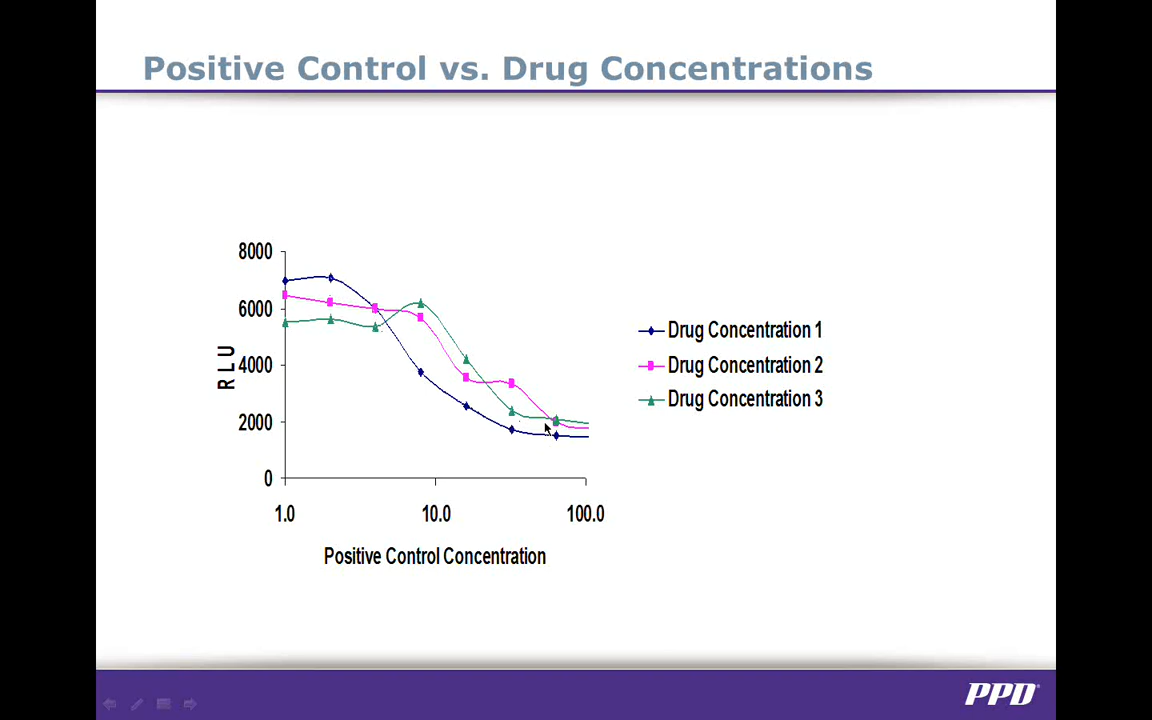 Positive Control vs. Drug Concentrations
8000
6000
4000
2000
0
RLU
1.0 10.0 100.0
Positive Control Concentration
Drug Concentration 1
Drug Concentration 2
Drug Concentration 3
PPD®